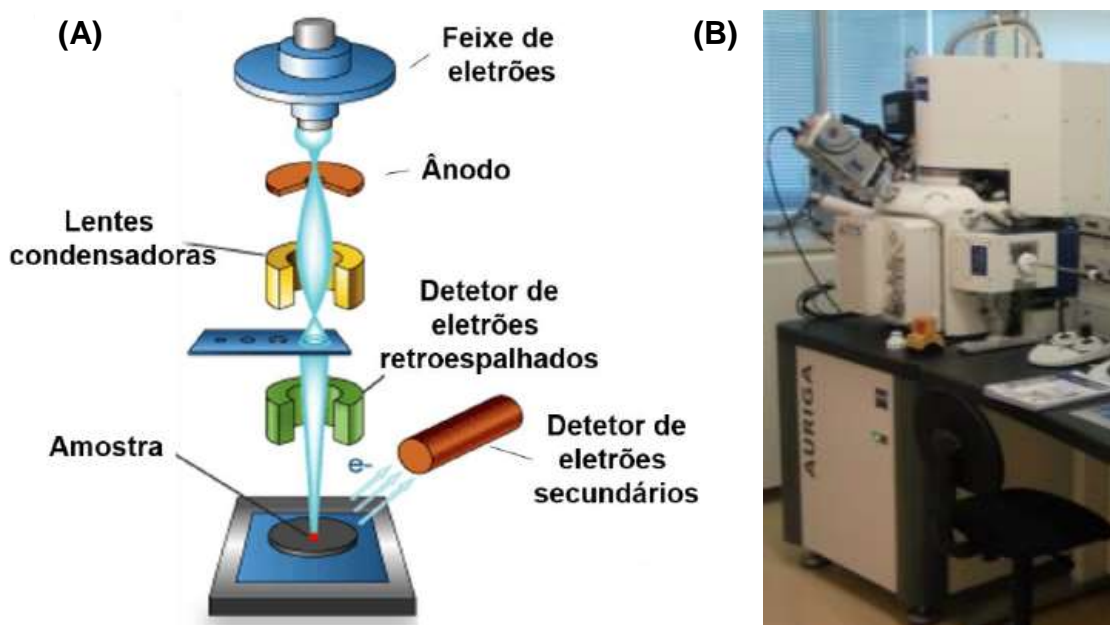 (A)
(B)
Feixe de
eletrões
Ânodo
Lentes
condensadoras
Detetor de
eletrões
retroespalhados
Amostra
e-
Detetor de
eletrões
secundários
AURIGA